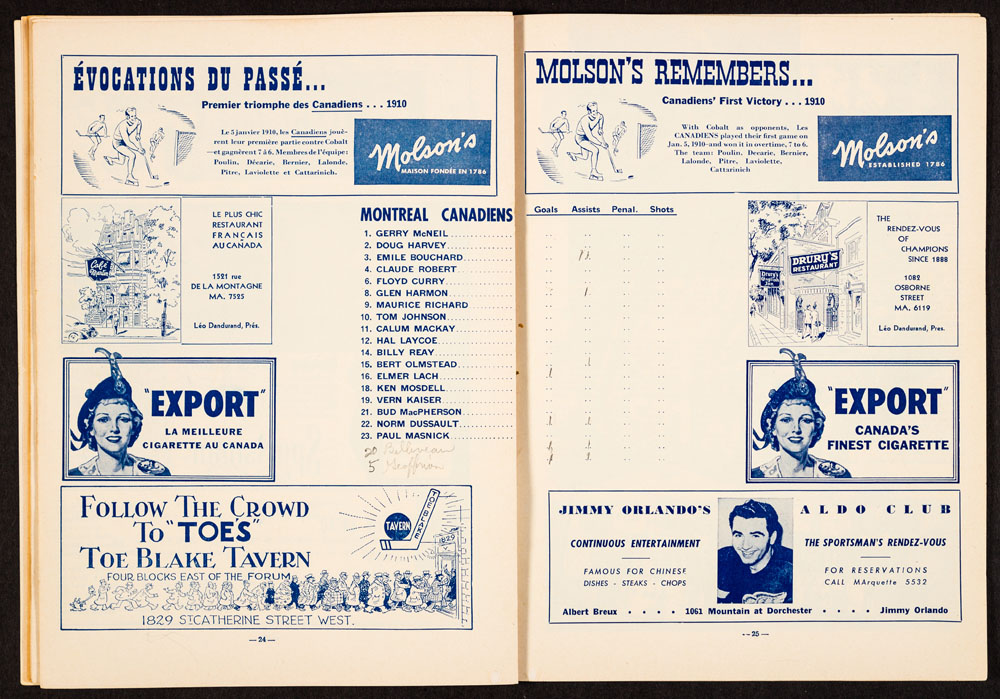 ÉVOCATIONS DU PASSÉ...
Premier triomphe des Canadiens . . . 1910
Le 5 janvier 1910, les Canadiens jouè-
rent leur première partie contre Cobalt
—et gagnèrent 7 à 6. Membres de l'équipe:
Poulin, Décarie, Bernier, Lalonde,
Pitre, Laviolette et Cattarinich.
Molson's
MAISON FONDÉE EN 1786
Café
Martin
LE PLUS CHIC
RESTAURANT
FRANÇAIS
AU CANADA
1521 rue
DE LA MONTAGNE
MA. 7525
Léo Dandurand, Prés.
"EXPORT"
LA MEILLEURE
CIGARETTE AU CANADA
MONTREAL CANADIENS
1. GERRY McNEIL
2. DOUG HARVEY
3. EMILE BOUCHARD
4. CLAUDE ROBERT
6. FLOYD CURRY
8. GLEN HARMON
9. MAURICE RICHARD
10. TOM JOHNSON
11. CALUM MACKAY
12. HAL LAYCOE
14. BILLY REAY
15. BERT OLMSTEAD
16. ELMER LACH
18. KEN MOSDELL
19. VERN KAISER
21. BUD MacPHERSON
22. NORM DUSSAULT
23. PAUL MASNICK
20 Beliveau
5 Geoffrion
FOLLOW THE CROWD
TO "TOE'S"
TOE BLAKE TAVERN
FOUR BLOCKS EAST OF THE FORUM
TAVERN
TOE BLAKE
1829
1829 ST. CATHERINE STREET WEST.
—24—
MOLSON'S REMEMBERS...
Canadiens' First Victory . . . 1910
With Cobalt as opponents, Les
CANADIENS played their first game on
Jan. 5, 1910-and won it in overtime, 7 to 6.
The team: Poulin, Decarie, Bernier,
Lalonde, Pitre, Laviolette,
Cattarinich
Molson's
ESTABLISHED 1786
Goals Assists Penal. Shots
DRURY'S
RESTAURANT
Drury's
English
Inn
THE
RENDEZ-VOUS
OF
CHAMPIONS
SINCE 1888
1082
OSBORNE
STREET
MA. 6119
Léo Dandurand, Pres.
"EXPORT"
CANADA'S
FINEST CIGARETTE
JIMMY ORLANDO'S ALDO CLUB
CONTINUOUS ENTERTAINMENT
FAMOUS FOR CHINESE
DISHES - STEAKS - CHOPS
THE SPORTSMAN'S RENDEZ-VOUS
FOR RESERVATIONS
CALL MArquette 5532
Albert Breux . . . . 1061 Mountain at Dorchester . . . . Jimmy Orlando
—25—